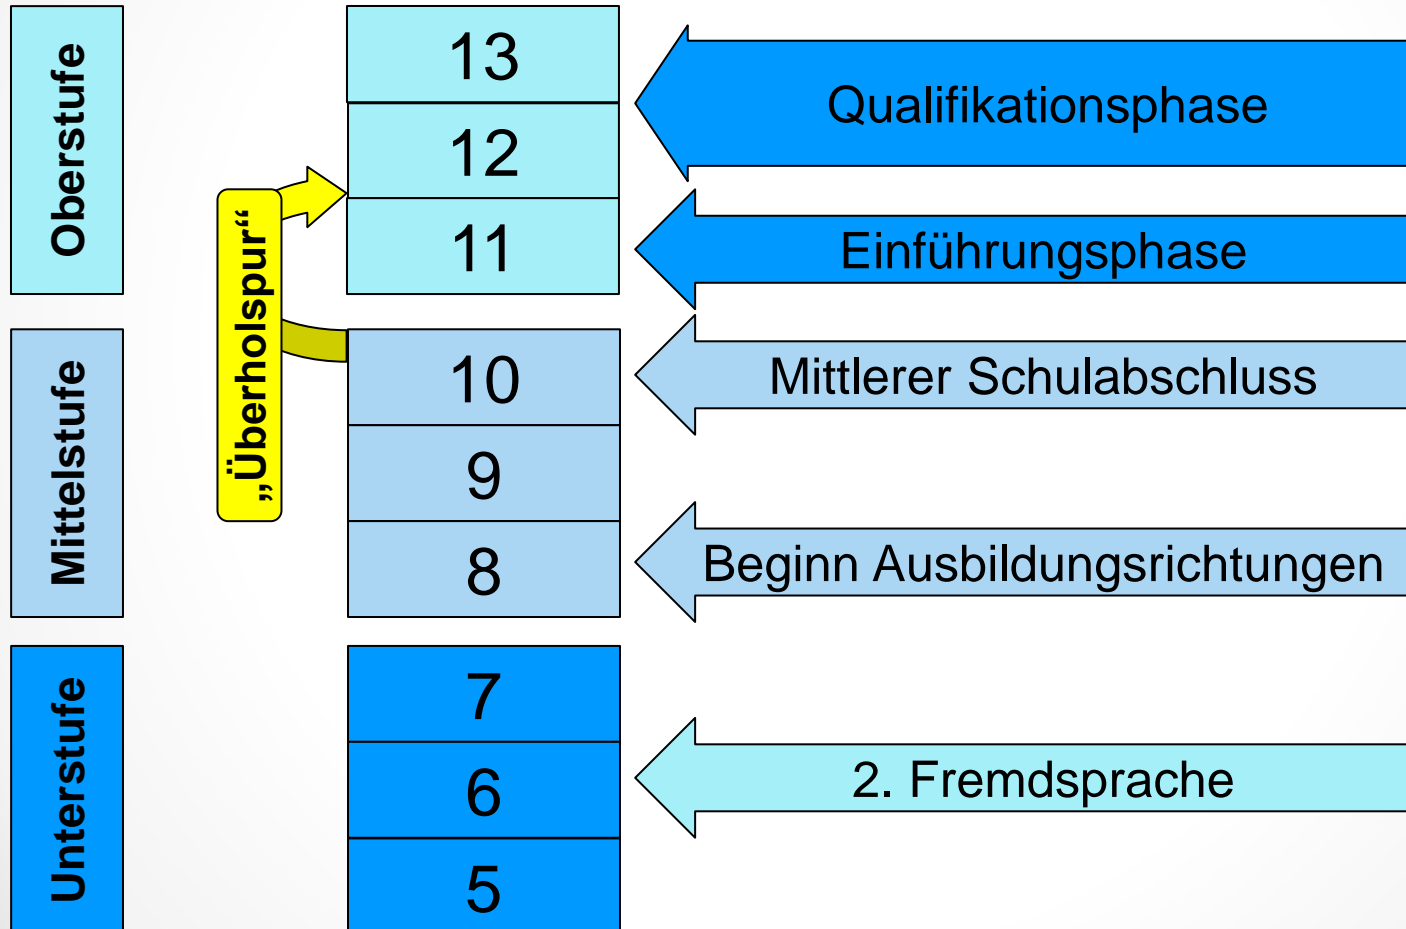 Oberstufe
13
12
11
Qualifikationsphase
Einführungsphase
„Überholspur“
Mittelstufe
10
9
8
Mittlerer Schulabschluss
Beginn Ausbildungsrichtungen
Unterstufe
7
6
5
2. Fremdsprache